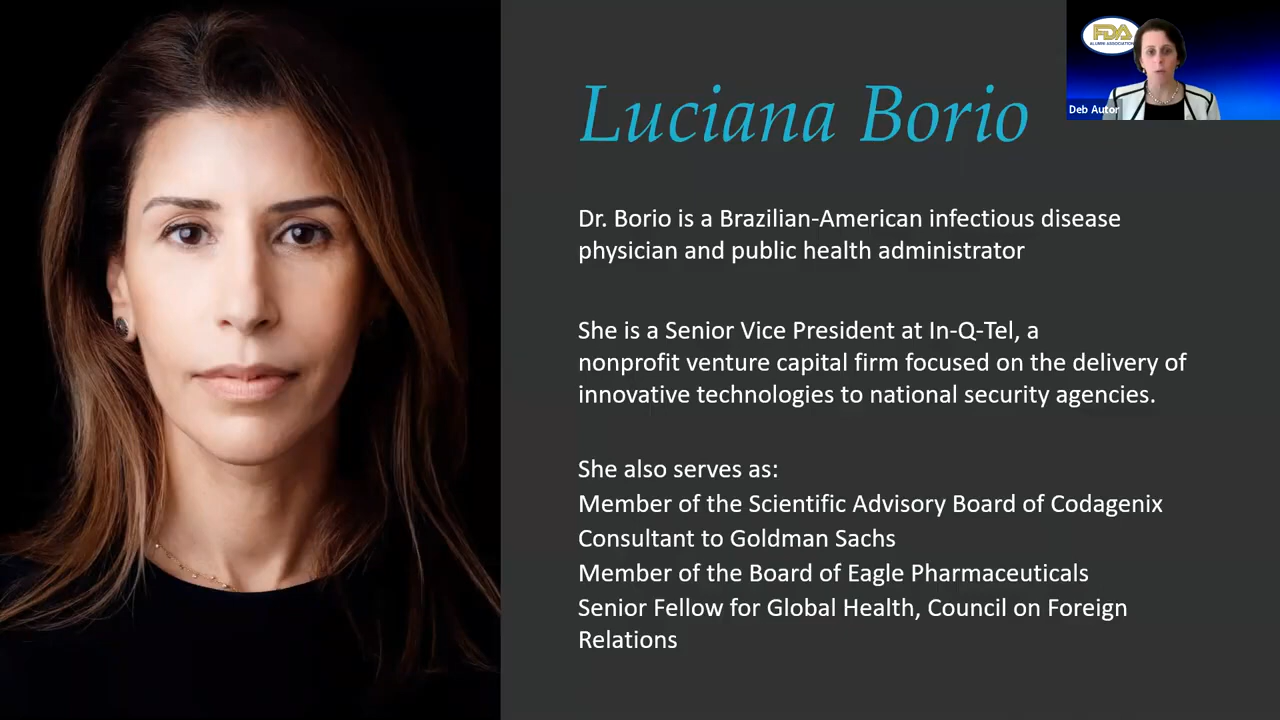 Luciana Borio
FDA
ALUMNI ASSOCIATION
Deb Autor
Dr. Borio is a Brazilian-American infectious disease
physician and public health administrator
She is a Senior Vice President at In-Q-Tel, a
nonprofit venture capital firm focused on the delivery of
innovative technologies to national security agencies.
She also serves as:
Member of the Scientific Advisory Board of Codagenix
Consultant to Goldman Sachs
Member of the Board of Eagle Pharmaceuticals
Senior Fellow for Global Health, Council on Foreign
Relations